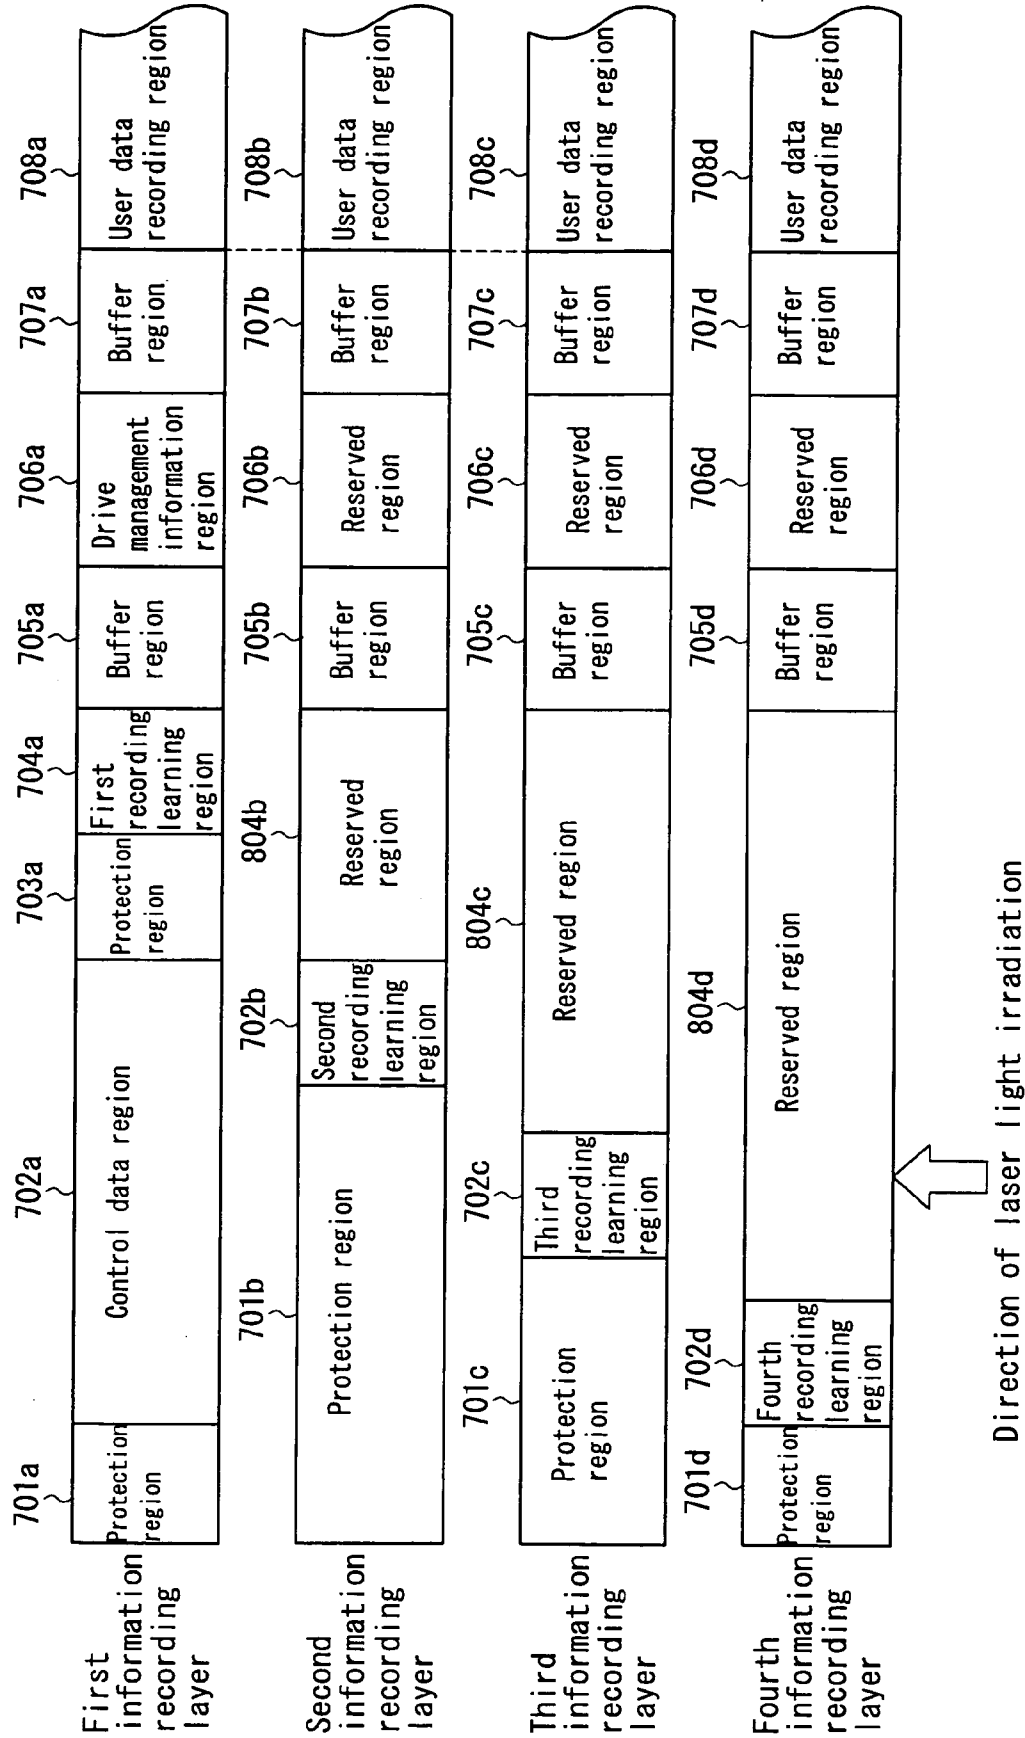 701a
702a
703a
704a
705a
706a
707a
708a
First
information
recording
layer
Protection
region
Control data region
Protection
region
First
recording
learning
region
Buffer
region
Drive
management
information
region
Buffer
region
User data
recording region
701b
702b
804b
705b
706b
707b
708b
Second
information
recording
layer
Protection region
Second
recording
learning
region
Reserved
region
Buffer
region
Reserved
region
Buffer
region
User data
recording region
701c
702c
804c
705c
706c
707c
708c
Third
information
recording
layer
Protection
region
Third
recording
learning
region
Reserved region
Buffer
region
Reserved
region
Buffer
region
User data
recording region
701d
702d
804d
705d
706d
707d
708d
Fourth
information
recording
layer
Protection
region
Fourth
recording
learning
region
Reserved region
Buffer
region
Reserved
region
Buffer
region
User data
recording region
Direction of laser light irradiation